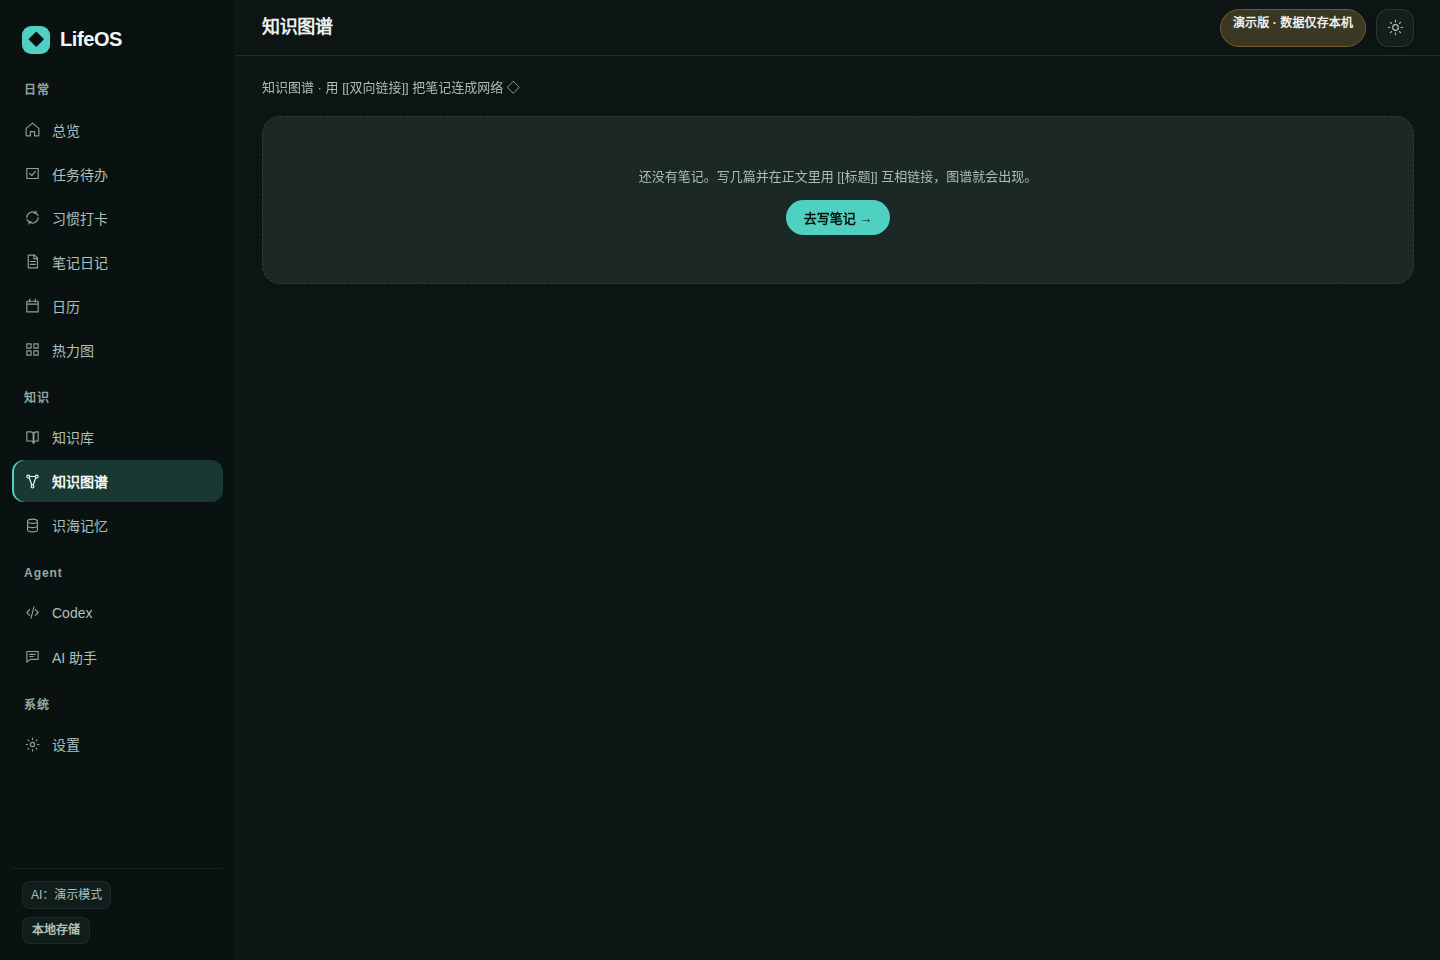 LifeOS
日常
总览
任务待办
习惯打卡
笔记日记
日历
热力图
知识
知识库
知识图谱
识海记忆
Agent
Codex
AI 助手
系统
设置
AI：演示模式
本地存储
知识图谱
演示版 · 数据仅存本机
知识图谱 · 用 [[双向链接]] 把笔记连成网络 ◇
还没有笔记。写几篇并在正文里用 [[标题]] 互相链接，图谱就会出现。
去写笔记 →